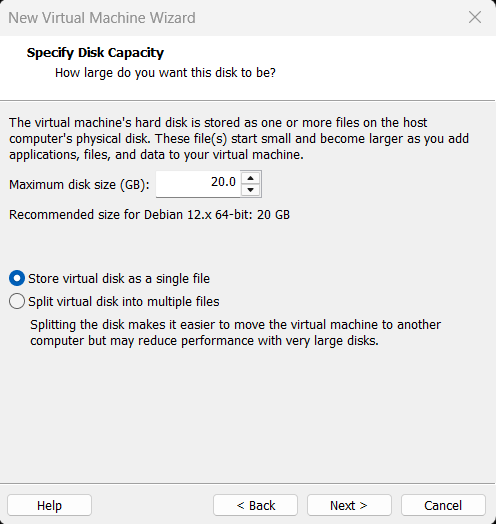 New Virtual Machine Wizard
Specify Disk Capacity
How large do you want this disk to be?
The virtual machine's hard disk is stored as one or more files on the host
computer's physical disk. These file(s) start small and become larger as you add
applications, files, and data to your virtual machine.
Maximum disk size (GB): 20.0
Recommended size for Debian 12.x 64-bit: 20 GB
Store virtual disk as a single file
Split virtual disk into multiple files
Splitting the disk makes it easier to move the virtual machine to another
computer but may reduce performance with very large disks.
Help < Back Next > Cancel